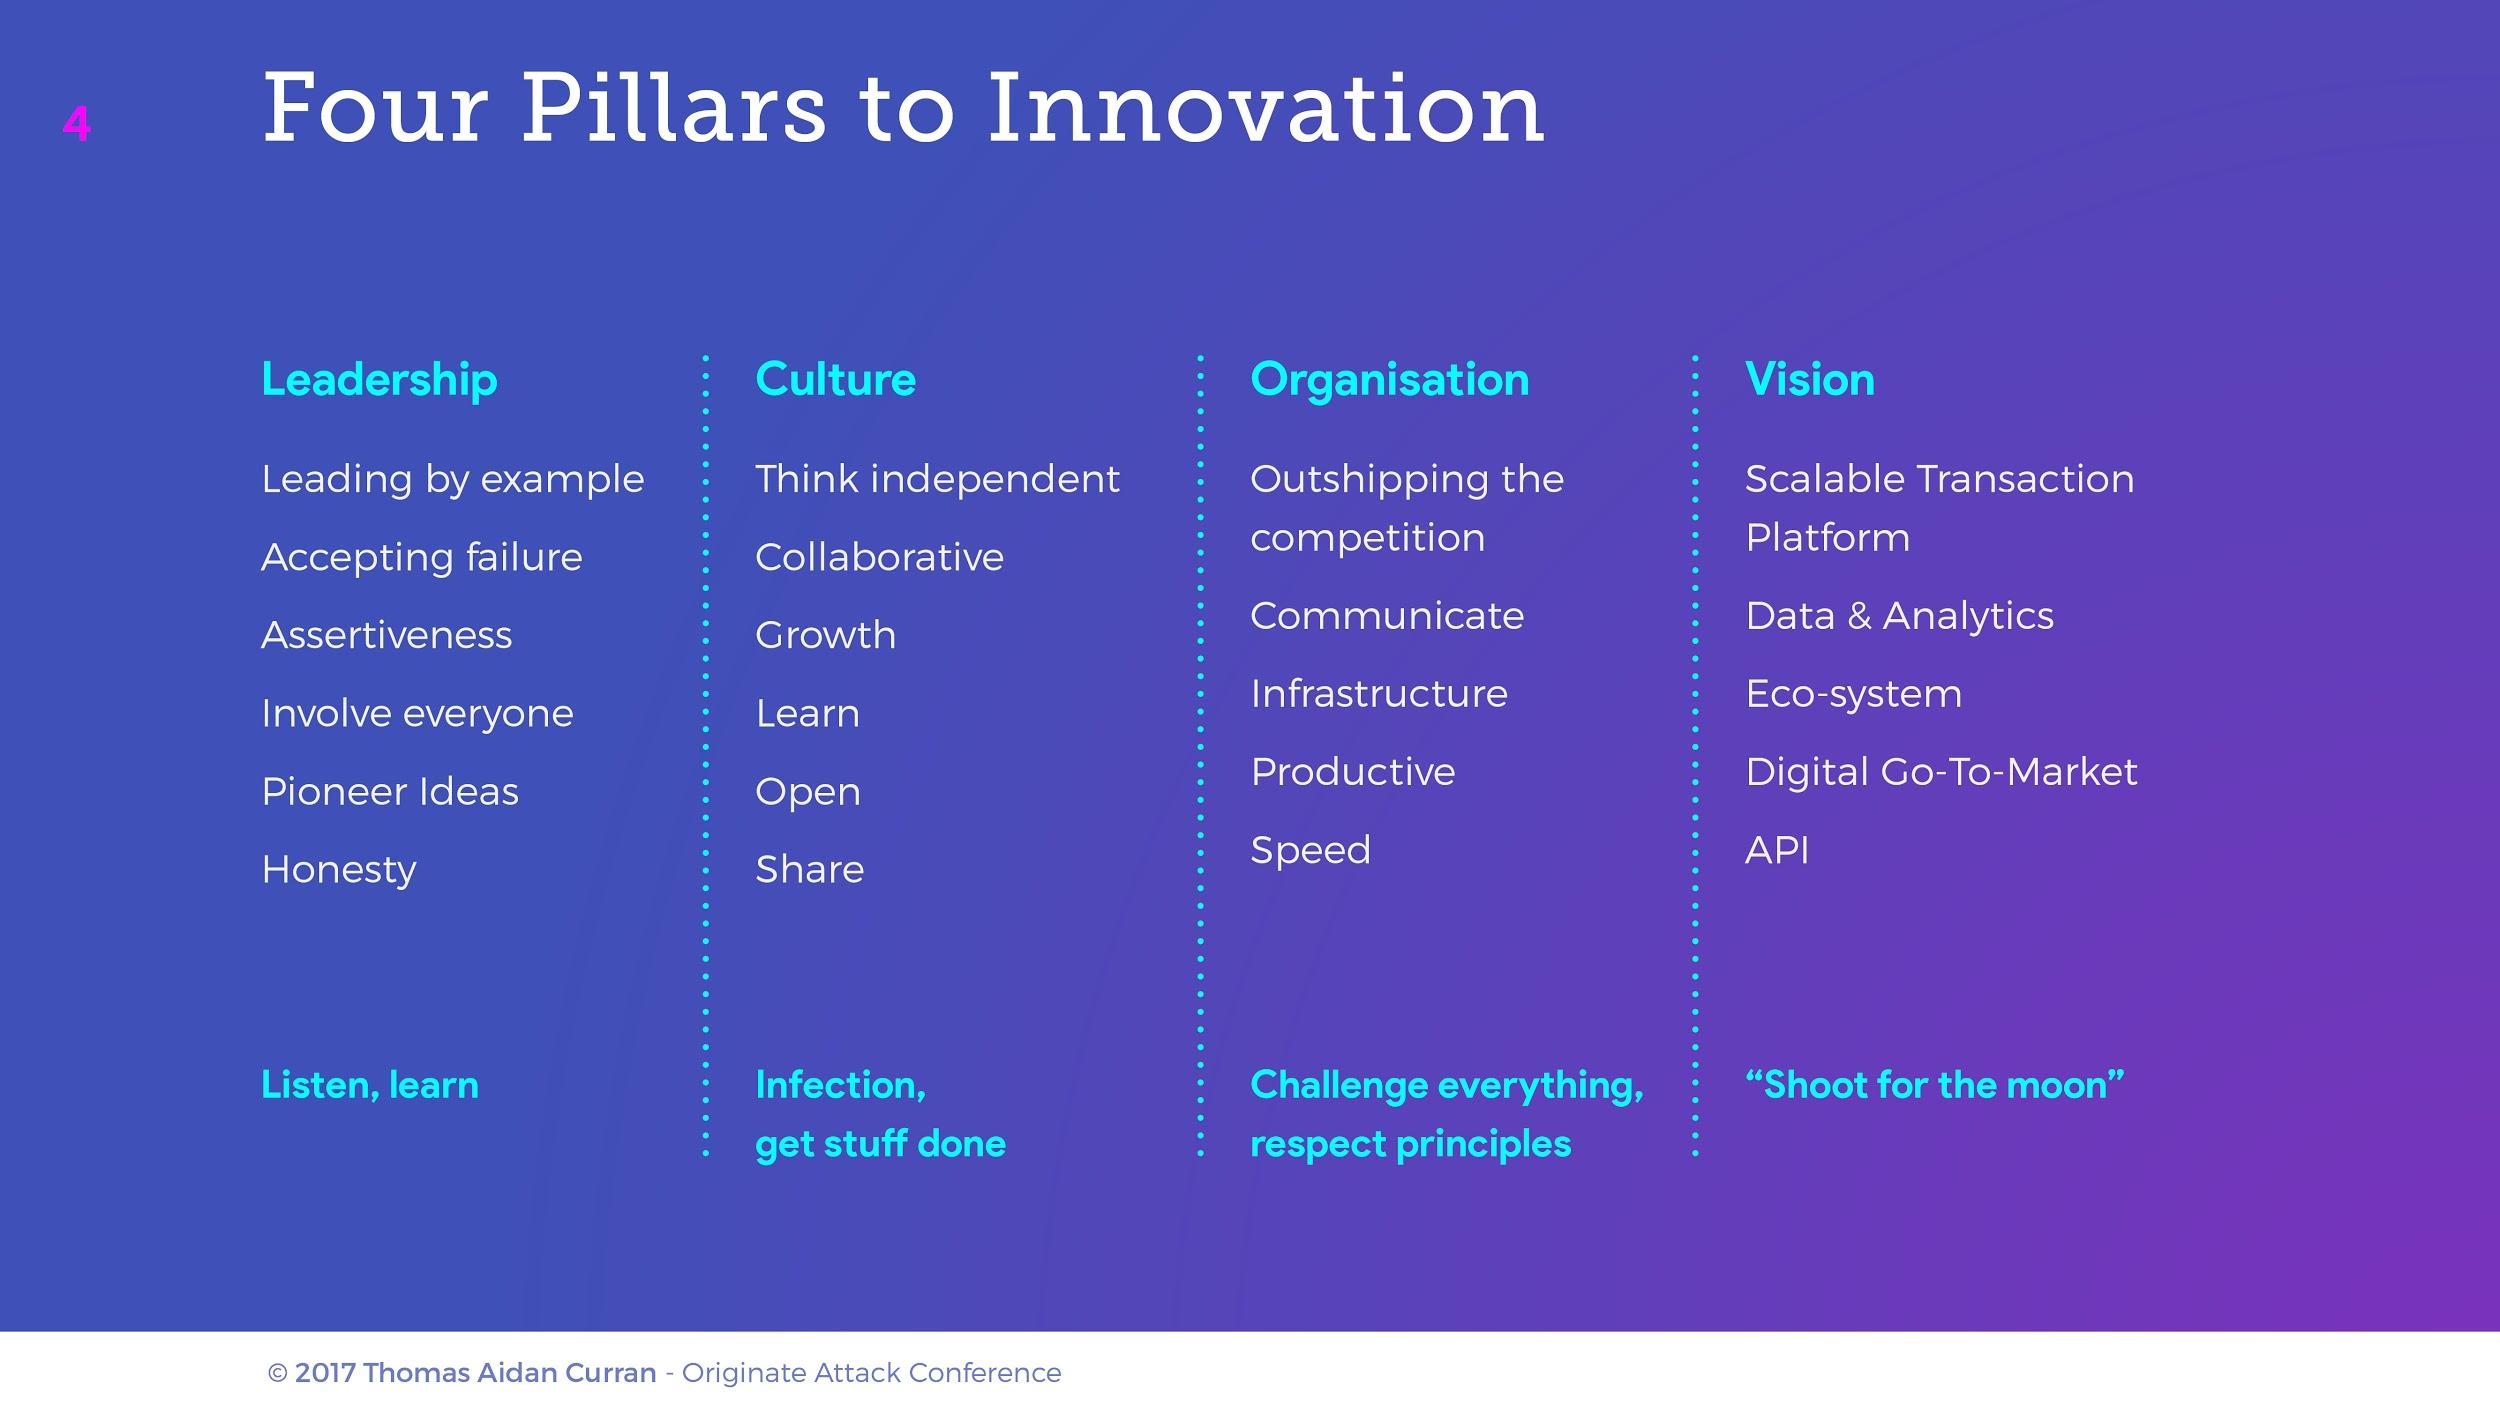 4
Four Pillars to Innovation
Leadership
Leading by example
Accepting failure
Assertiveness
Involve everyone
Pioneer Ideas
Honesty
Listen, learn
Culture
Think independent
Collaborative
Growth
Learn
Open
Share
Infection,
get stuff done
Organisation
Outshipping the
competition
Communicate
Infrastructure
Productive
Speed
Challenge everything,
respect principles
Vision
Scalable Transaction
Platform
Data & Analytics
Eco-system
Digital Go-To-Market
API
“Shoot for the moon”
© 2017 Thomas Aidan Curran - Originate Attack Conference